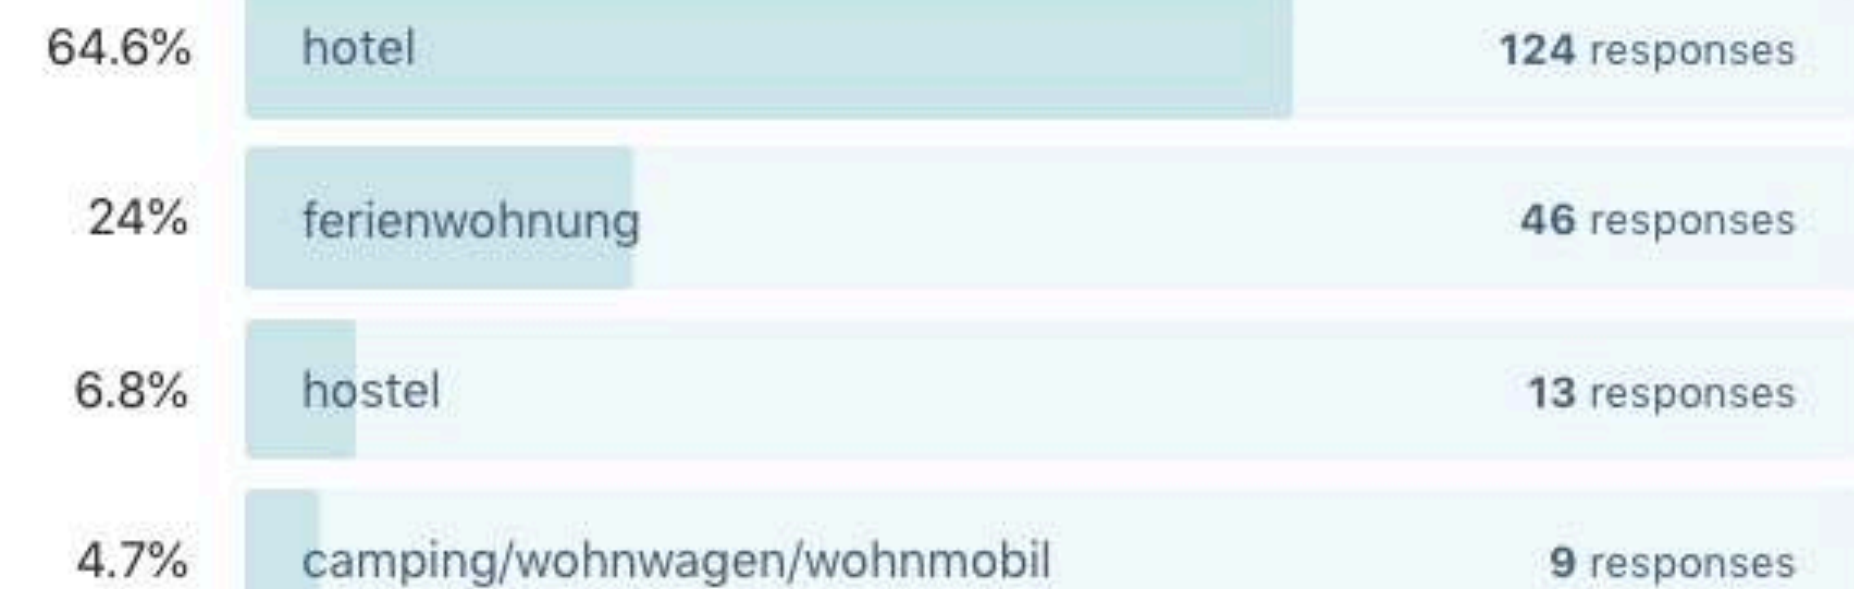 64.6% hotel 124 responses
24% ferienwohnung 46 responses
6.8% hostel 13 responses
4.7% camping/wohnwagen/wohnmobil 9 responses